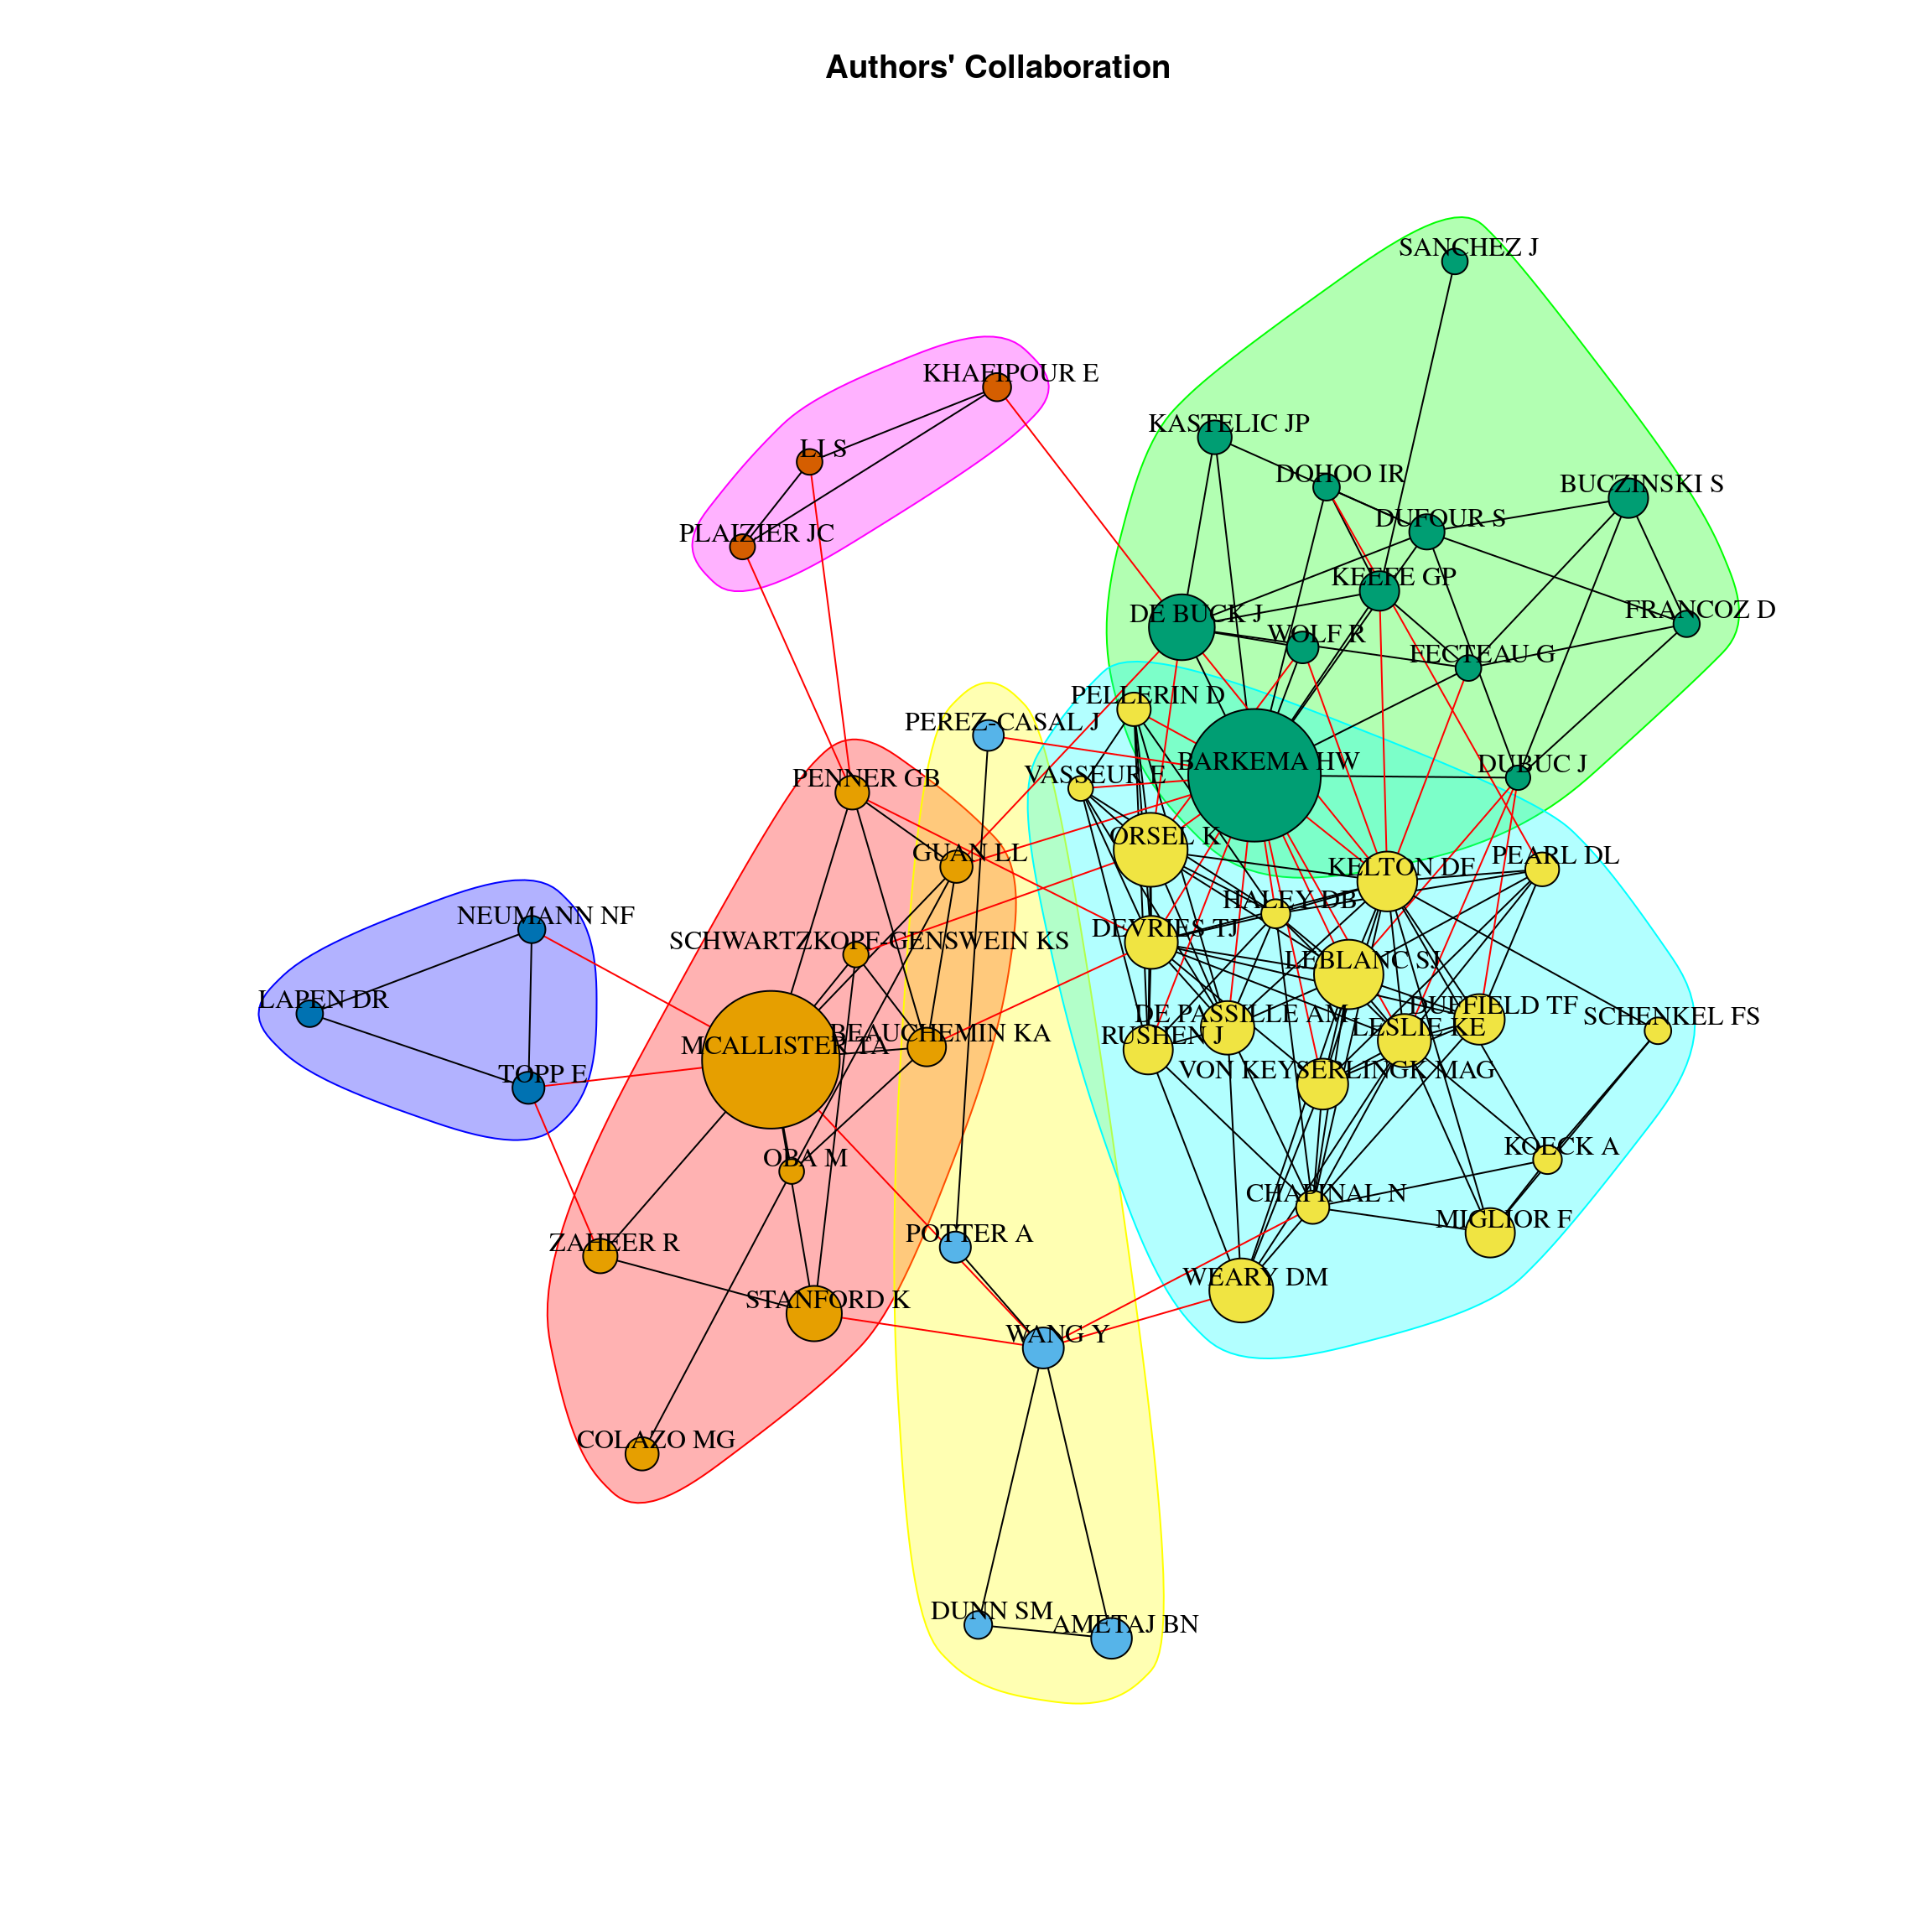 Authors' Collaboration
SANCHEZ J
KHAFIPOUR E
KASTELIC JP
LI S
DOHOO IR
BUCZINSKI S
DUFOUR S
PLAIZIER JC
KEEFE GP
DE BUCK J
FRANCOZ D
WOLF R
FECTEAU G
PELLERIN D
PEREZ-CASAL J
BARKEMA HW
DUBUC J
VASSEUR E
PENNER GB
ORSEL K
GUAN LL
PEARL DL
KELTON DF
HALEY DB
NEUMANN NF
DEVRIES TJ
SCHWARTZKOPF-GENSWEIN KS
LEBLANC SJ
LAPEN DR
DUFFIELD TF
DE PASSILLE AM
SCHENKEL FS
LESLIE KE
BEAUCHEMIN KA
RUSHEN J
MCALLISTER TA
VON KEYSERLINGK MAG
TOPP E
KOECK A
OBA M
CHAPINAL N
MIGLIOR F
POTTER A
ZAHEER R
WEARY DM
STANFORD K
WANG Y
COLAZO MG
DUNN SM
AMETAJ BN